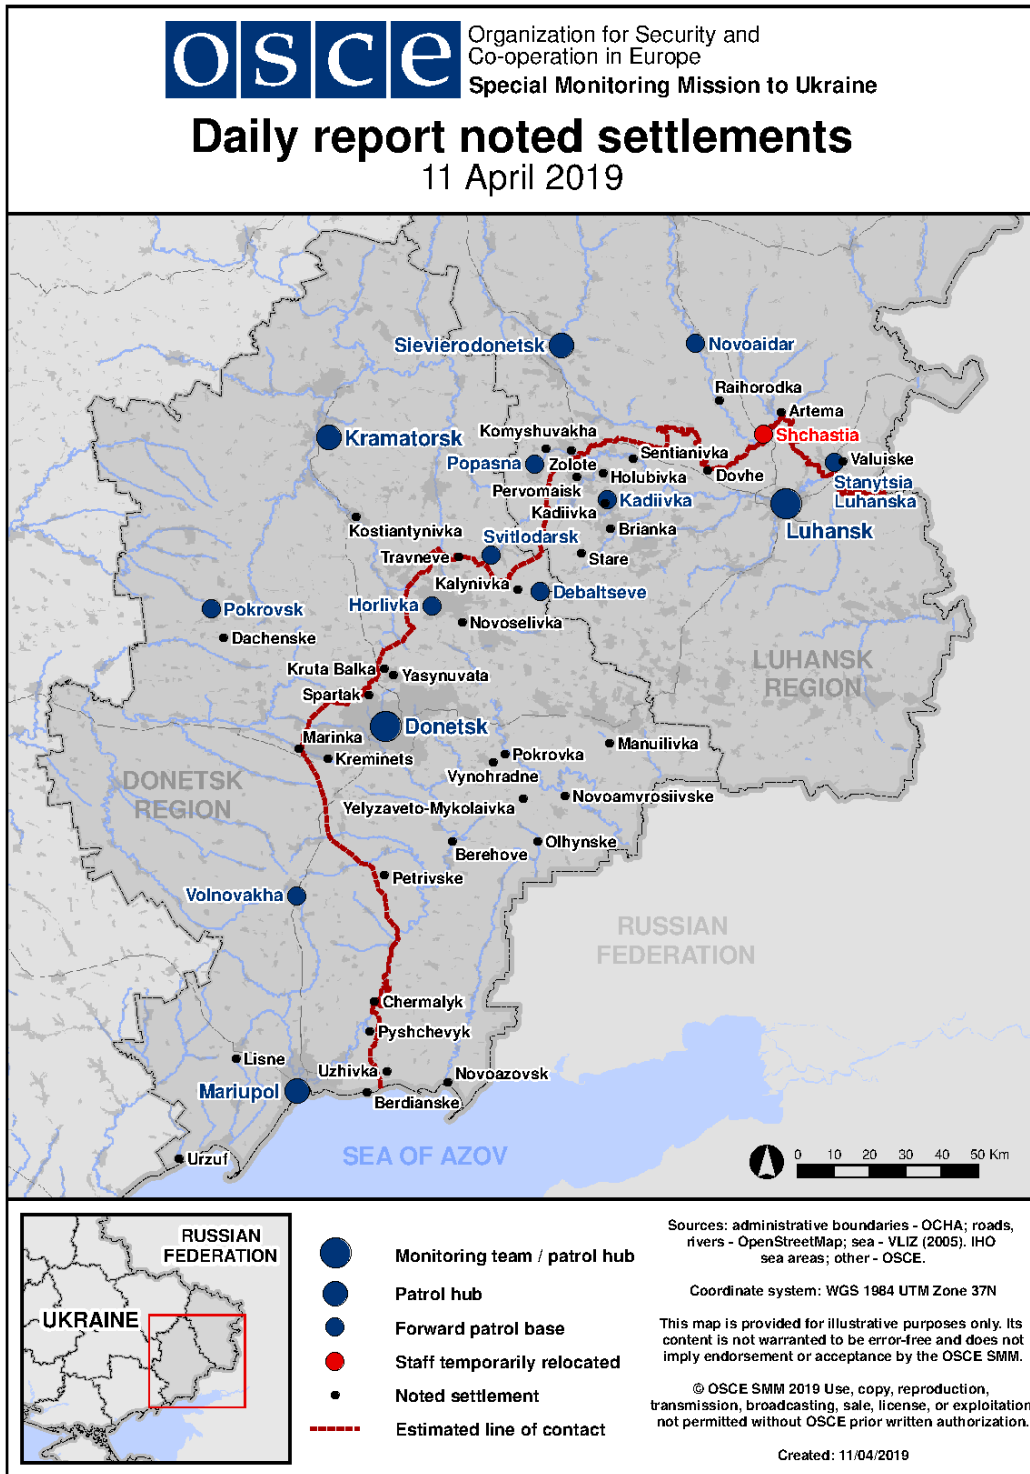 osce
Organization for Security and
Co-operation in Europe
Special Monitoring Mission to Ukraine
Daily report noted settlements
11 April 2019
Sievierodonetsk
Novoaidar
Raihorodka
Artema
Kramatorsk
Komyshuvakha
Shchastia
Popasna
Zolote
Sentianivka
Valuiske
Holubivka
Dovhe
Stanytsia
Luhanska
Pervomaisk
Kadiivka
Kadiivka
Kostiantynivka
Brianka
Luhansk
Svitlodarsk
Travneve
Stare
Kalynivka
Debaltseve
Pokrovsk
Horlivka
Novoselivka
Dachenske
LUHANSK
REGION
Kruta Balka
Yasynuvata
Spartak
Donetsk
Marinka
Manuilivka
Kreminets
Pokrovka
Vynohradne
DONETSK
REGION
Yelyzaveto-Mykolaivka
Novoamvrosiivske
Olhynske
Berehove
Petrivske
Volnovakha
RUSSIAN
FEDERATION
Chermalyk
Pyshchevyk
Lisne
Uzhivka
Novoazovsk
Mariupol
Berdianske
Urzuf
SEA OF AZOV
0 10 20 30 40 50 Km
RUSSIAN
FEDERATION
UKRAINE
Monitoring team / patrol hub
Patrol hub
Forward patrol base
Staff temporarily relocated
Noted settlement
Estimated line of contact
Sources: administrative boundaries - OCHA; roads,
rivers - OpenStreetMap; sea - VLIZ (2005). IHO
sea areas; other - OSCE.
Coordinate system: WGS 1984 UTM Zone 37N
This map is provided for illustrative purposes only. Its
content is not warranted to be error-free and does not
imply endorsement or acceptance by the OSCE SMM.
© OSCE SMM 2019 Use, copy, reproduction,
transmission, broadcasting, sale, license, or exploitation
not permitted without OSCE prior written authorization.
Created: 11/04/2019